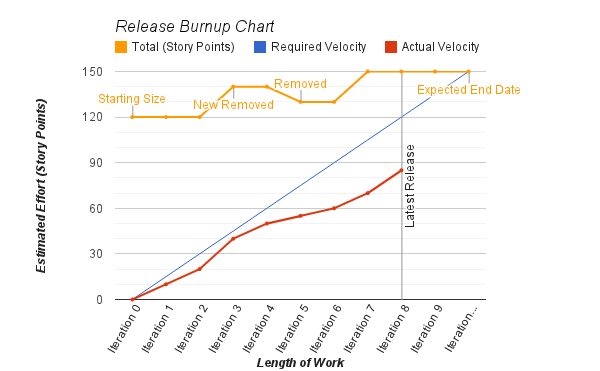 Release Burnup Chart
Total (Story Points) Required Velocity Actual Velocity
150
120
90
60
30
0
Estimated Effort (Story Points)
Starting Size
New Removed
Removed
Expected End Date
Latest Release
Iteration 0
Iteration 1
Iteration 2
Iteration 3
Iteration 4
Iteration 5
Iteration 6
Iteration 7
Iteration 8
Iteration 9
Iteration...
Length of Work